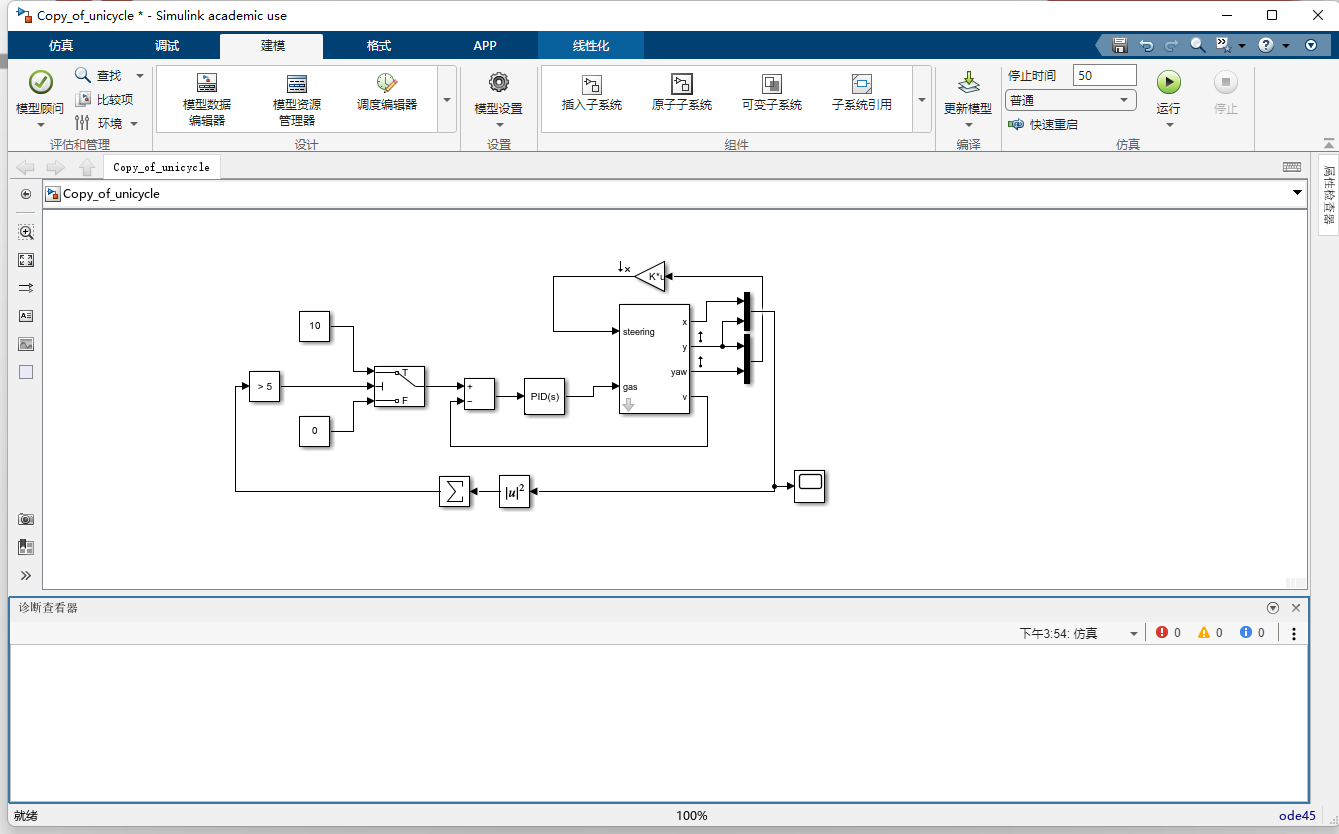 Copy_of_unicycle * - Simulink academic use
仿真 调试 建模 格式 APP 线性化
模型顾问 查找 比较项 环境
评估和管理
模型数据
编辑器
模型资源
管理器
调度编辑器
设计
模型设置
设置
插入子系统 原子子系统 可变子系统 子系统引用
组件
更新模型
编译
停止时间 50
普通
快速重启
运行 停止
仿真
Copy_of_unicycle
Copy_of_unicycle
属性检查器
K*u
x
steering
gas
x
y
yaw
v
10
> 5
T
F
0
+
−
PID(s)
∑
|u|²
诊断查看器
下午3:54: 仿真 0 0 0
就绪 100% ode45